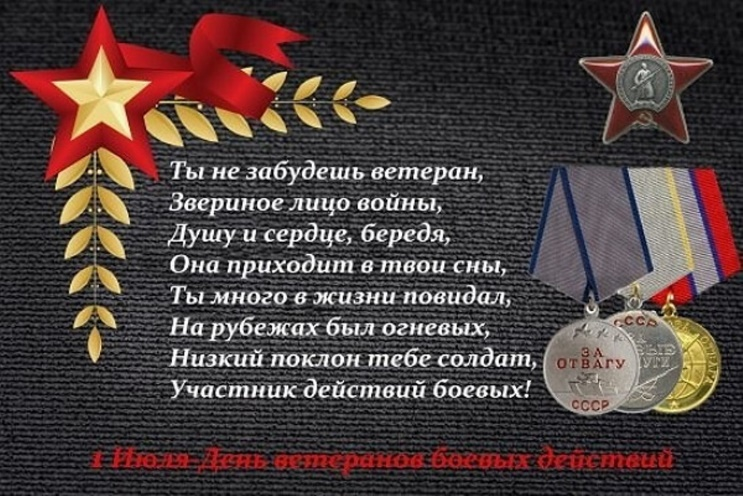 Ты не забудешь ветеран,
Звериное лицо войны,
Душу и сердце, бередя,
Она приходит в твои сны,
Ты много в жизни повидал,
На рубежах был огневых,
Низкий поклон тебе солдат,
Участник действий боевых!
ЗА
ОТВАГУ
СССР
СССР
1 Июля День ветеранов боевых действий